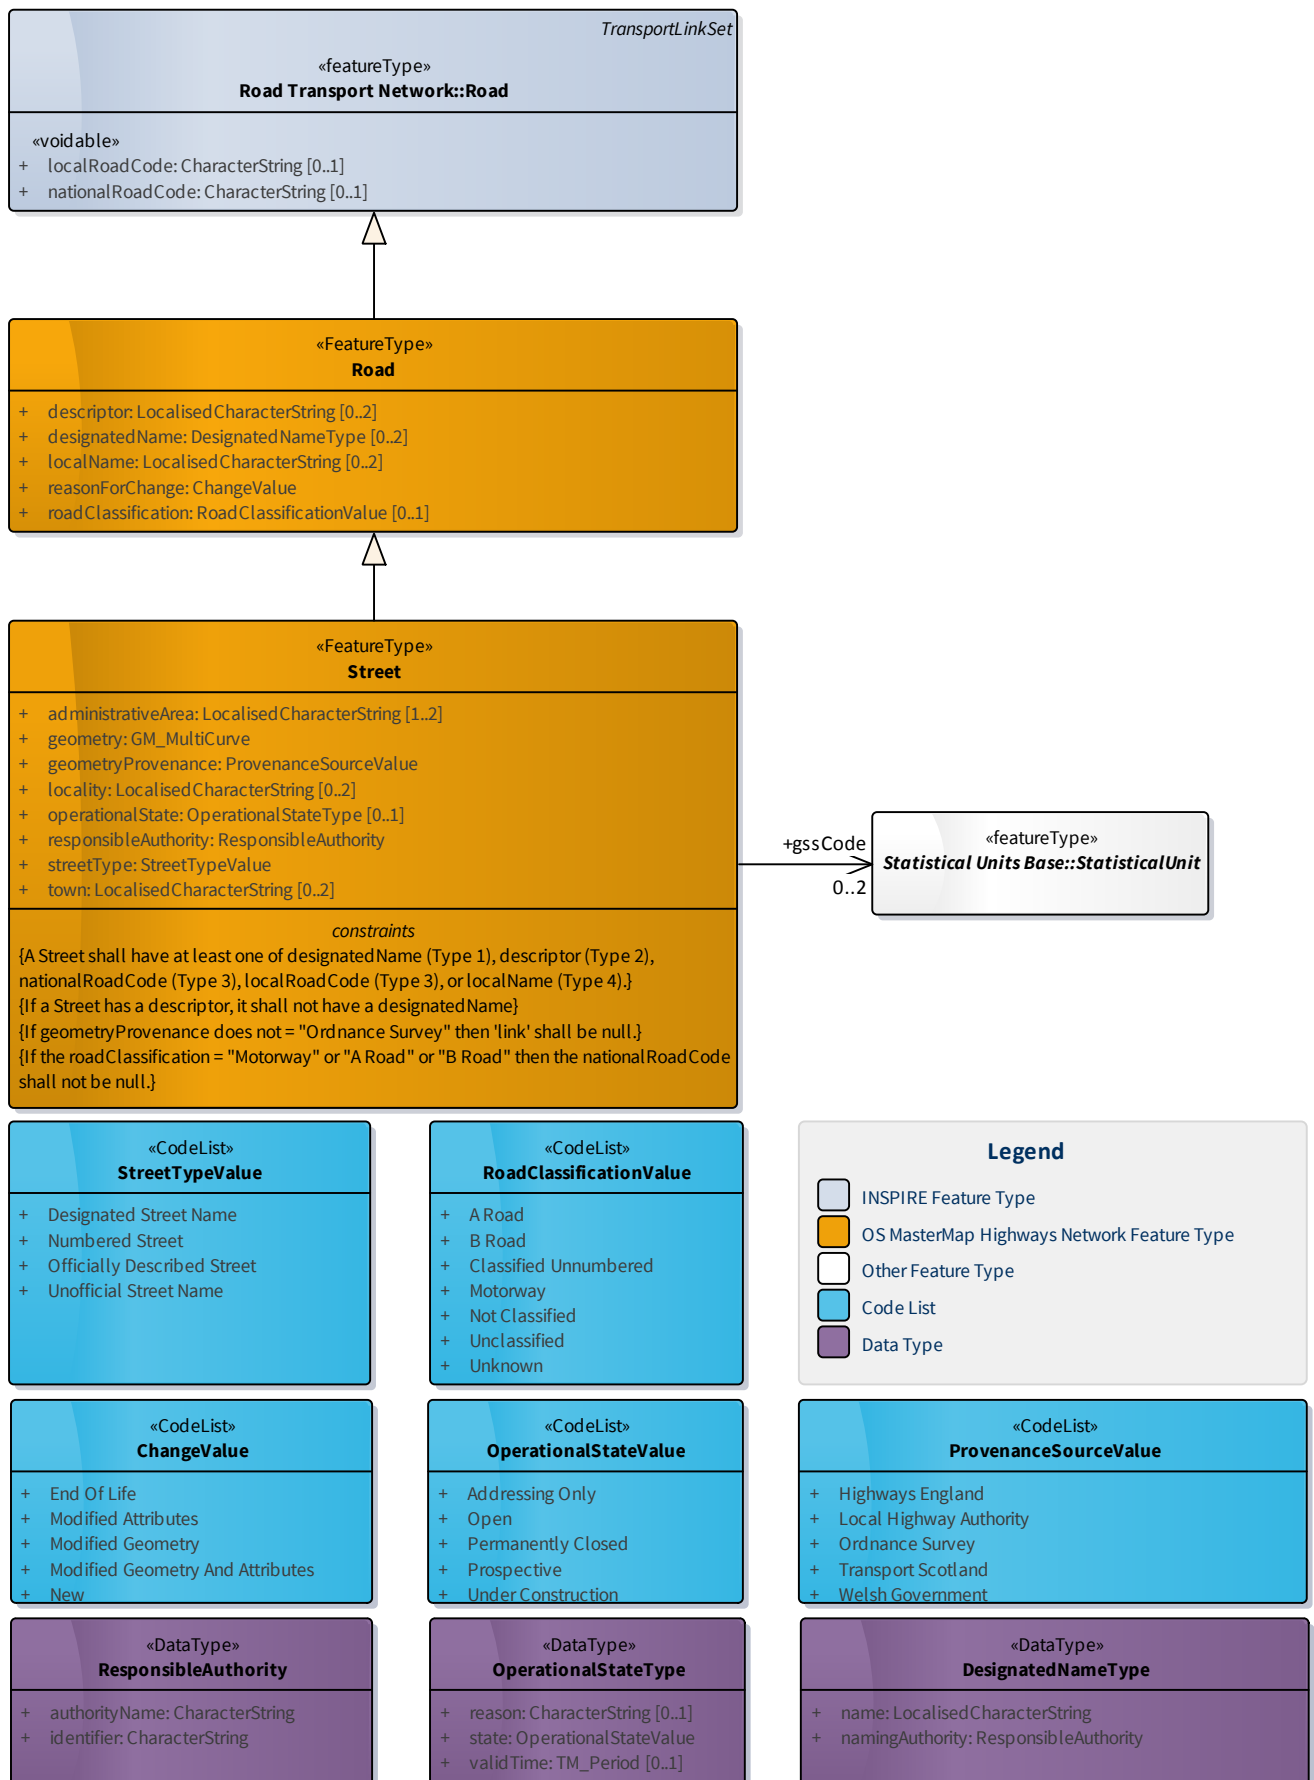 TransportLinkSet
«featureType»
Road Transport Network::Road
«voidable»
+ localRoadCode: CharacterString [0..1]
+ nationalRoadCode: CharacterString [0..1]
«FeatureType»
Road
+ descriptor: LocalisedCharacterString [0..2]
+ designatedName: DesignatedNameType [0..2]
+ localName: LocalisedCharacterString [0..2]
+ reasonForChange: ChangeValue
+ roadClassification: RoadClassificationValue [0..1]
«FeatureType»
Street
+ administrativeArea: LocalisedCharacterString [1..2]
+ geometry: GM_MultiCurve
+ geometryProvenance: ProvenanceSourceValue
+ locality: LocalisedCharacterString [0..2]
+ operationalState: OperationalStateType [0..1]
+ responsibleAuthority: ResponsibleAuthority
+ streetType: StreetTypeValue
+ town: LocalisedCharacterString [0..2]
constraints
{A Street shall have at least one of designatedName (Type 1), descriptor (Type 2),
nationalRoadCode (Type 3), localRoadCode (Type 3), or localName (Type 4).}
{If a Street has a descriptor, it shall not have a designatedName}
{If geometryProvenance does not = "Ordnance Survey" then 'link' shall be null.}
{If the roadClassification = "Motorway" or "A Road" or "B Road" then the nationalRoadCode
shall not be null.}
+gssCode
0..2
«featureType»
Statistical Units Base::StatisticalUnit
«CodeList»
StreetTypeValue
+ Designated Street Name
+ Numbered Street
+ Officially Described Street
+ Unofficial Street Name
«CodeList»
RoadClassificationValue
+ A Road
+ B Road
+ Classified Unnumbered
+ Motorway
+ Not Classified
+ Unclassified
+ Unknown
Legend
INSPIRE Feature Type
OS MasterMap Highways Network Feature Type
Other Feature Type
Code List
Data Type
«CodeList»
ChangeValue
+ End Of Life
+ Modified Attributes
+ Modified Geometry
+ Modified Geometry And Attributes
+ New
«CodeList»
OperationalStateValue
+ Addressing Only
+ Open
+ Permanently Closed
+ Prospective
+ Under Construction
«CodeList»
ProvenanceSourceValue
+ Highways England
+ Local Highway Authority
+ Ordnance Survey
+ Transport Scotland
+ Welsh Government
«DataType»
ResponsibleAuthority
+ authorityName: CharacterString
+ identifier: CharacterString
«DataType»
OperationalStateType
+ reason: CharacterString [0..1]
+ state: OperationalStateValue
+ validTime: TM_Period [0..1]
«DataType»
DesignatedNameType
+ name: LocalisedCharacterString
+ namingAuthority: ResponsibleAuthority